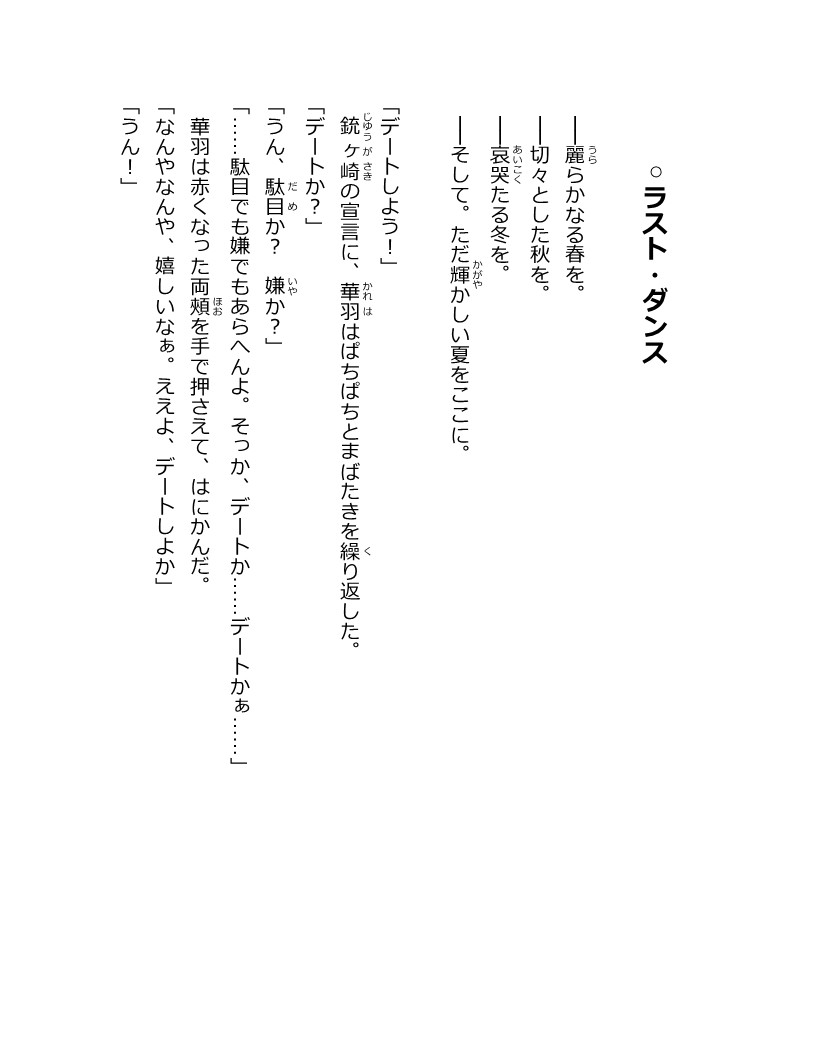 ○ラスト・ダンス
──麗らかなる春を。
──切々とした秋を。
──哀哭たる冬を。
──そして。ただ輝かしい夏をここに。
「デートしよう！」
銃ヶ崎の宣言に、華羽はぱちぱちとまばたきを繰り返した。
「デートか？」
「うん、駄目か？　嫌か？」
「……駄目でも嫌でもあらへんよ。そっか、デートか……デートかぁ……」
華羽は赤くなった両頰を手で押さえて、はにかんだ。
「なんやなんや、嬉しいなぁ。ええよ、デートしよか」
「うん！」